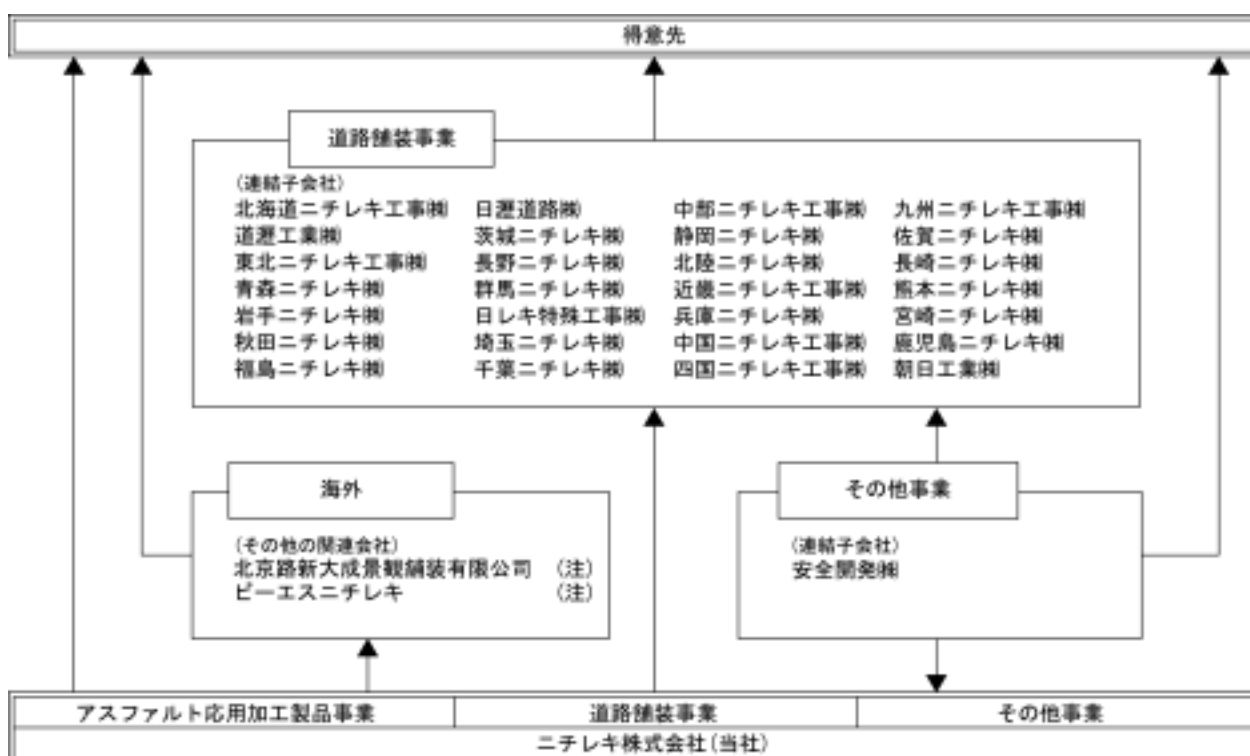 得意先
道路舗装事業
(連結子会社)
北海道ニチレキ工事㈱ 日瀝道路㈱ 中部ニチレキ工事㈱ 九州ニチレキ工事㈱
道瀝工業㈱ 茨城ニチレキ㈱ 静岡ニチレキ㈱ 佐賀ニチレキ㈱
東北ニチレキ工事㈱ 長野ニチレキ㈱ 北陸ニチレキ㈱ 長崎ニチレキ㈱
青森ニチレキ㈱ 群馬ニチレキ㈱ 近畿ニチレキ工事㈱ 熊本ニチレキ㈱
岩手ニチレキ㈱ 日レキ特殊工事㈱ 兵庫ニチレキ㈱ 宮崎ニチレキ㈱
秋田ニチレキ㈱ 埼玉ニチレキ㈱ 中国ニチレキ工事㈱ 鹿児島ニチレキ㈱
福島ニチレキ㈱ 千葉ニチレキ㈱ 四国ニチレキ工事㈱ 朝日工業㈱
海外
(その他の関連会社)
北京路新大成景観舗装有限公司 (注)
ピーエスニチレキ (注)
その他事業
(連結子会社)
安全開発㈱
アスファルト応用加工製品事業 道路舗装事業 その他事業
ニチレキ株式会社(当社)